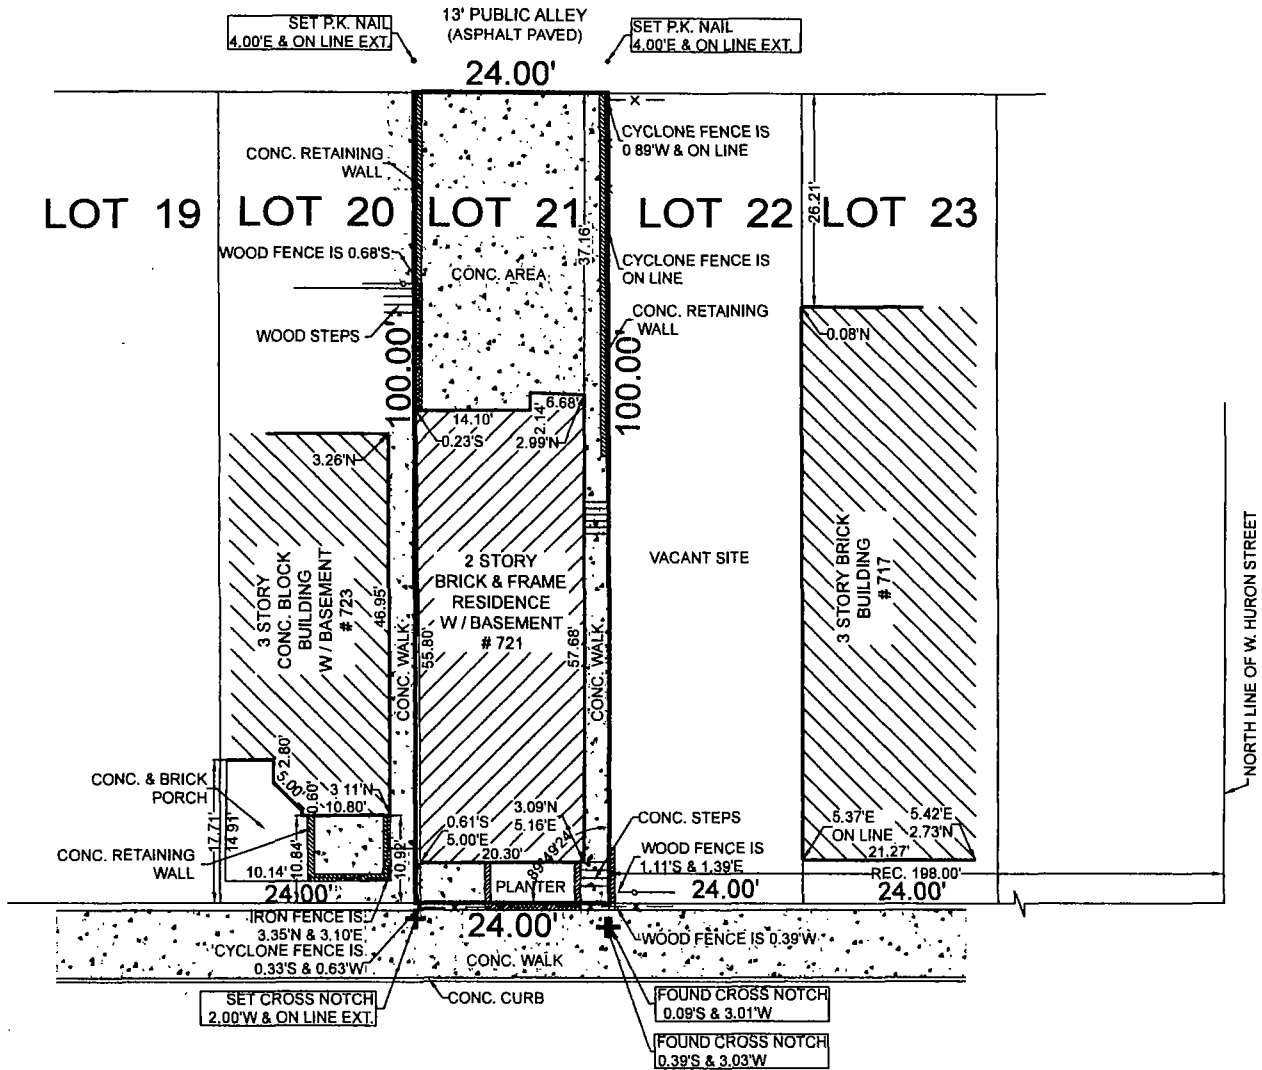 13' PUBLIC ALLEY
(ASPHALT PAVED)
SET P.K. NAIL
4.00'E & ON LINE EXT.
SET P.K. NAIL
4.00'E & ON LINE EXT.
24.00'
CYCLONE FENCE IS
0 89'W & ON LINE
CONC. RETAINING
WALL
LOT 19
LOT 20
LOT 21
LOT 22
LOT 23
26.21'
37.16'
WOOD FENCE IS 0.68'S
CONC. AREA
CYCLONE FENCE IS
ON LINE
WOOD STEPS
CONC. RETAINING
WALL
0.08'N
100.00'
100.00'
6.68'
14.10'
2.14'
0.23'S
2.99'N
3.26'N
3 STORY
CONC. BLOCK
BUILDING
W / BASEMENT
# 723
46.95'
CONC. WALK
55.80'
2 STORY
BRICK & FRAME
RESIDENCE
W / BASEMENT
# 721
57.68'
CONC. WALK
VACANT SITE
3 STORY BRICK
BUILDING
# 717
NORTH LINE OF W. HURON STREET
CONC. & BRICK
PORCH
2.80'
5.00'
0.60'
3 11'N
10.80'
17.71'
14.91'
10.84'
10.92'
CONC. RETAINING
WALL
10.14'
24.00'
0.61'S
5.00'E
3.09'N
5.16'E
20.30'
89°49'24"
PLANTER
CONC. STEPS
WOOD FENCE IS
1.11'S & 1.39'E
5.37'E
ON LINE
5.42'E
2.73'N
21.27'
REC. 198.00'
24.00'
24.00'
IRON FENCE IS
3.35'N & 3.10'E
CYCLONE FENCE IS
0.33'S & 0.63'W
24.00'
WOOD FENCE IS 0.39'W
CONC. WALK
SET CROSS NOTCH
2.00'W & ON LINE EXT.
CONC. CURB
FOUND CROSS NOTCH
0.09'S & 3.01'W
FOUND CROSS NOTCH
0.39'S & 3.03'W